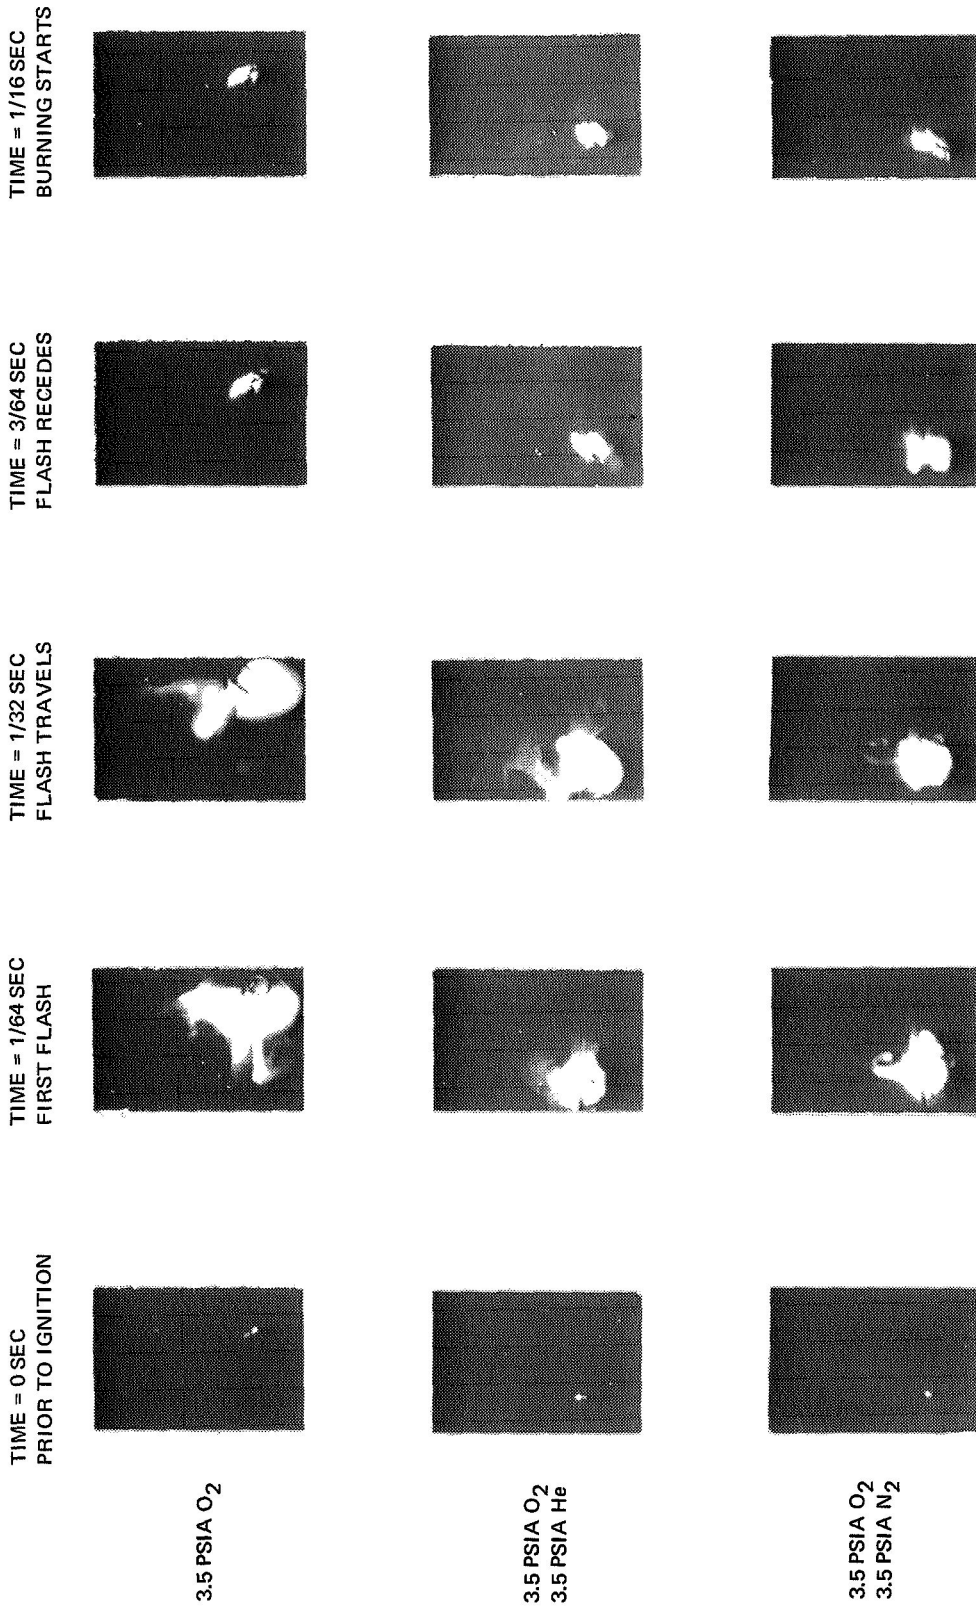 TIME = 0 SEC
PRIOR TO IGNITION
TIME = 1/64 SEC
FIRST FLASH
TIME = 1/32 SEC
FLASH TRAVELS
TIME = 3/64 SEC
FLASH RECEDES
TIME = 1/16 SEC
BURNING STARTS
3.5 PSIA O2
3.5 PSIA O2
3.5 PSIA He
3.5 PSIA O2
3.5 PSIA N2